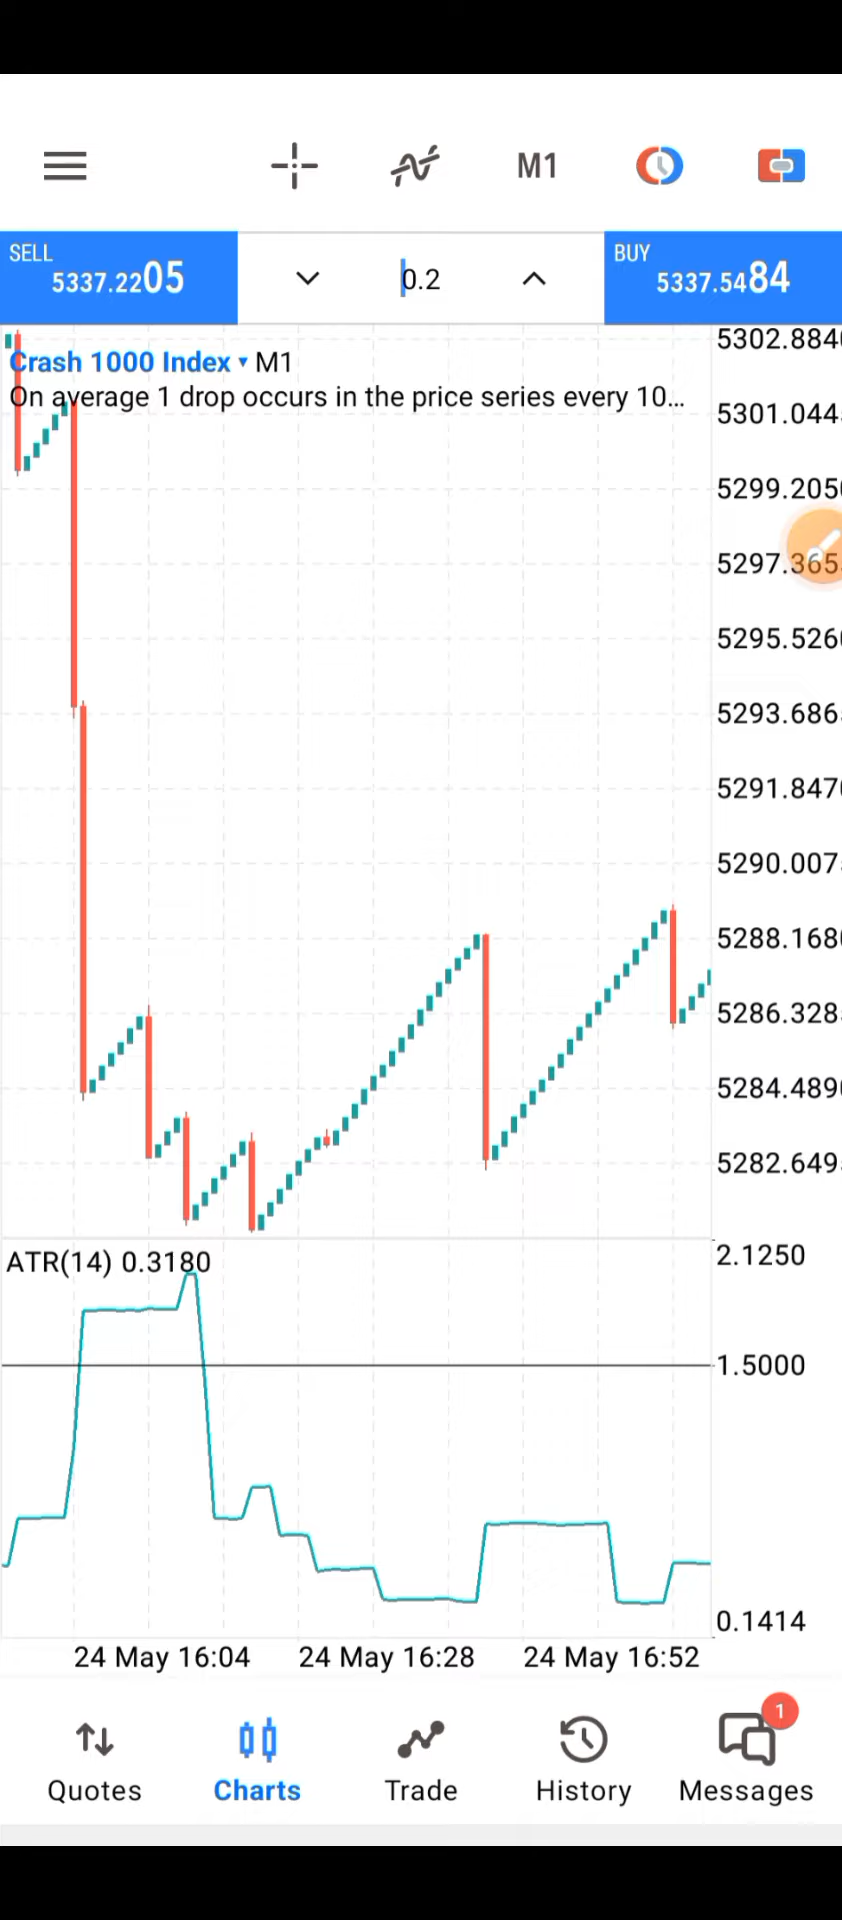 M1
SELL
5337.2205
0.2
BUY
5337.5484
Crash 1000 Index ▾ M1
On average 1 drop occurs in the price series every 10...
5302.8840
5301.044
5299.205
5297.365
5295.526
5293.686
5291.847
5290.007
5288.168
5286.328
5284.489
5282.649
ATR(14) 0.3180
2.1250
1.5000
0.1414
24 May 16:04
24 May 16:28
24 May 16:52
1
Quotes
Charts
Trade
History
Messages